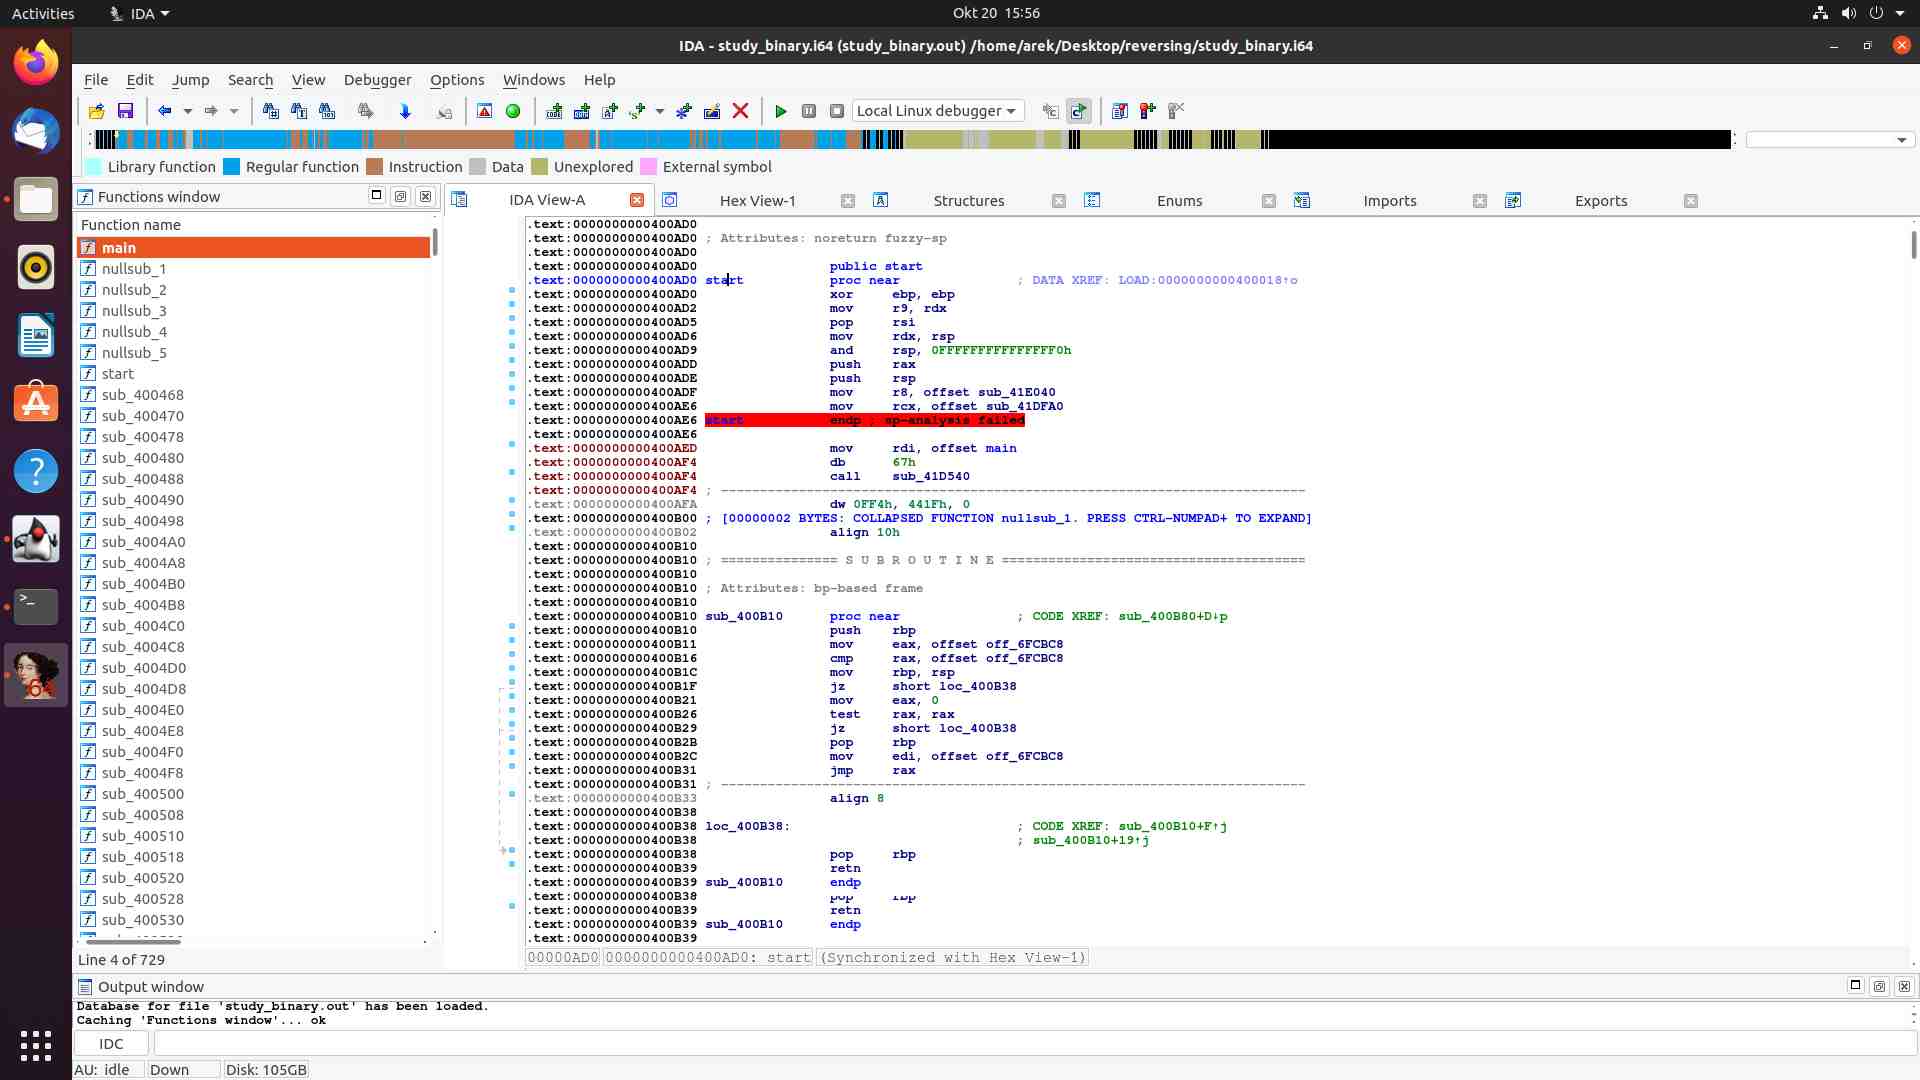 Activities IDA Okt 20 15:56
IDA - study_binary.i64 (study_binary.out) /home/arek/Desktop/reversing/study_binary.i64
File Edit Jump Search View Debugger Options Windows Help
Local Linux debugger
Library function Regular function Instruction Data Unexplored External symbol
Functions window
Function name
main
nullsub_1
nullsub_2
nullsub_3
nullsub_4
nullsub_5
start
sub_400468
sub_400470
sub_400478
sub_400480
sub_400488
sub_400490
sub_400498
sub_4004A0
sub_4004A8
sub_4004B0
sub_4004B8
sub_4004C0
sub_4004C8
sub_4004D0
sub_4004D8
sub_4004E0
sub_4004E8
sub_4004F0
sub_4004F8
sub_400500
sub_400508
sub_400510
sub_400518
sub_400520
sub_400528
sub_400530
Line 4 of 729
IDA View-A Hex View-1 Structures Enums Imports Exports
.text:0000000000400AD0
.text:0000000000400AD0 ; Attributes: noreturn fuzzy-sp
.text:0000000000400AD0
.text:0000000000400AD0 public start
.text:0000000000400AD0 start proc near ; DATA XREF: LOAD:0000000000400018↑o
.text:0000000000400AD0 xor ebp, ebp
.text:0000000000400AD2 mov r9, rdx
.text:0000000000400AD5 pop rsi
.text:0000000000400AD6 mov rdx, rsp
.text:0000000000400AD9 and rsp, 0FFFFFFFFFFFFFFF0h
.text:0000000000400ADD push rax
.text:0000000000400ADE push rsp
.text:0000000000400ADF mov r8, offset sub_41E040
.text:0000000000400AE6 mov rcx, offset sub_41DFA0
.text:0000000000400AE6 start endp ; sp-analysis failed
.text:0000000000400AE6
.text:0000000000400AED mov rdi, offset main
.text:0000000000400AF4 db 67h
.text:0000000000400AF4 call sub_41D540
.text:0000000000400AF4 ; ---------------------------------------------------------------------------
.text:0000000000400AFA dw 0FF4h, 441Fh, 0
.text:0000000000400B00 ; [00000002 BYTES: COLLAPSED FUNCTION nullsub_1. PRESS CTRL-NUMPAD+ TO EXPAND]
.text:0000000000400B02 align 10h
.text:0000000000400B10
.text:0000000000400B10 ; =============== S U B R O U T I N E =======================================
.text:0000000000400B10
.text:0000000000400B10 ; Attributes: bp-based frame
.text:0000000000400B10
.text:0000000000400B10 sub_400B10 proc near ; CODE XREF: sub_400B80+D↓p
.text:0000000000400B10 push rbp
.text:0000000000400B11 mov eax, offset off_6FCBC8
.text:0000000000400B16 cmp rax, offset off_6FCBC8
.text:0000000000400B1C mov rbp, rsp
.text:0000000000400B1F jz short loc_400B38
.text:0000000000400B21 mov eax, 0
.text:0000000000400B26 test rax, rax
.text:0000000000400B29 jz short loc_400B38
.text:0000000000400B2B pop rbp
.text:0000000000400B2C mov edi, offset off_6FCBC8
.text:0000000000400B31 jmp rax
.text:0000000000400B31 ; ---------------------------------------------------------------------------
.text:0000000000400B33 align 8
.text:0000000000400B38
.text:0000000000400B38 loc_400B38: ; CODE XREF: sub_400B10+F↑j
.text:0000000000400B38 ; sub_400B10+19↑j
.text:0000000000400B38 pop rbp
.text:0000000000400B39 retn
.text:0000000000400B39 sub_400B10 endp
.text:0000000000400B38 pop rbp
.text:0000000000400B39 retn
.text:0000000000400B39 sub_400B10 endp
.text:0000000000400B39
00000AD0 0000000000400AD0: start (Synchronized with Hex View-1)
Output window
Database for file 'study_binary.out' has been loaded.
Caching 'Functions window'... ok
IDC
AU: idle Down Disk: 105GB